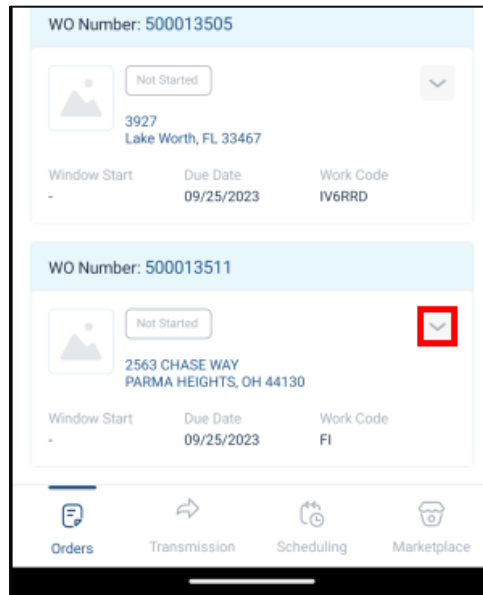 WO Number: 500013505
Not Started
3927
Lake Worth, FL 33467
Window Start Due Date Work Code
- 09/25/2023 IV6RRD
WO Number: 500013511
Not Started
2563 CHASE WAY
PARMA HEIGHTS, OH 44130
Window Start Due Date Work Code
- 09/25/2023 FI
Orders Transmission Scheduling Marketplace